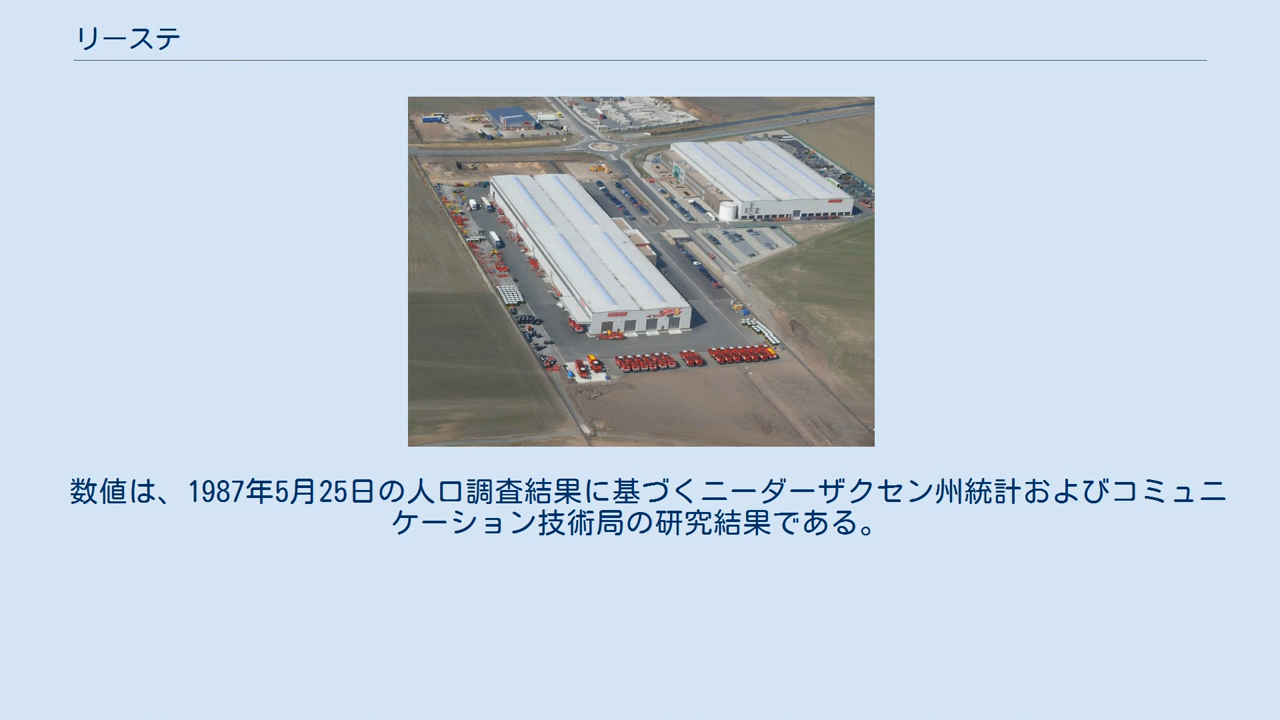 リーステ
数値は、1987年5月25日の人口調査結果に基づくニーダーザクセン州統計およびコミュニ
ケーション技術局の研究結果である。